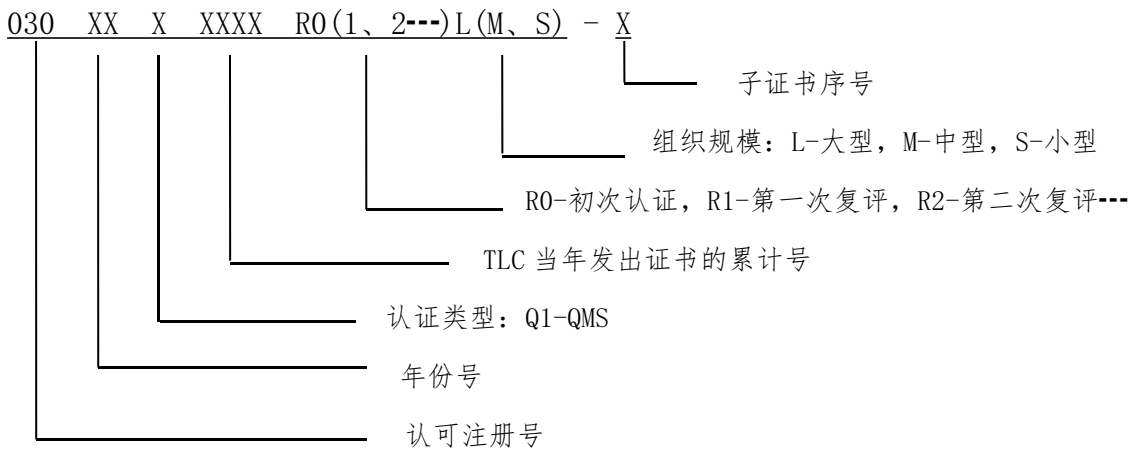 030 XX X XXXX R0(1、2---)L(M、S) - X
子证书序号
组织规模：L-大型，M-中型，S-小型
R0-初次认证，R1-第一次复评，R2-第二次复评---
TLC 当年发出证书的累计号
认证类型：Q1-QMS
年份号
认可注册号